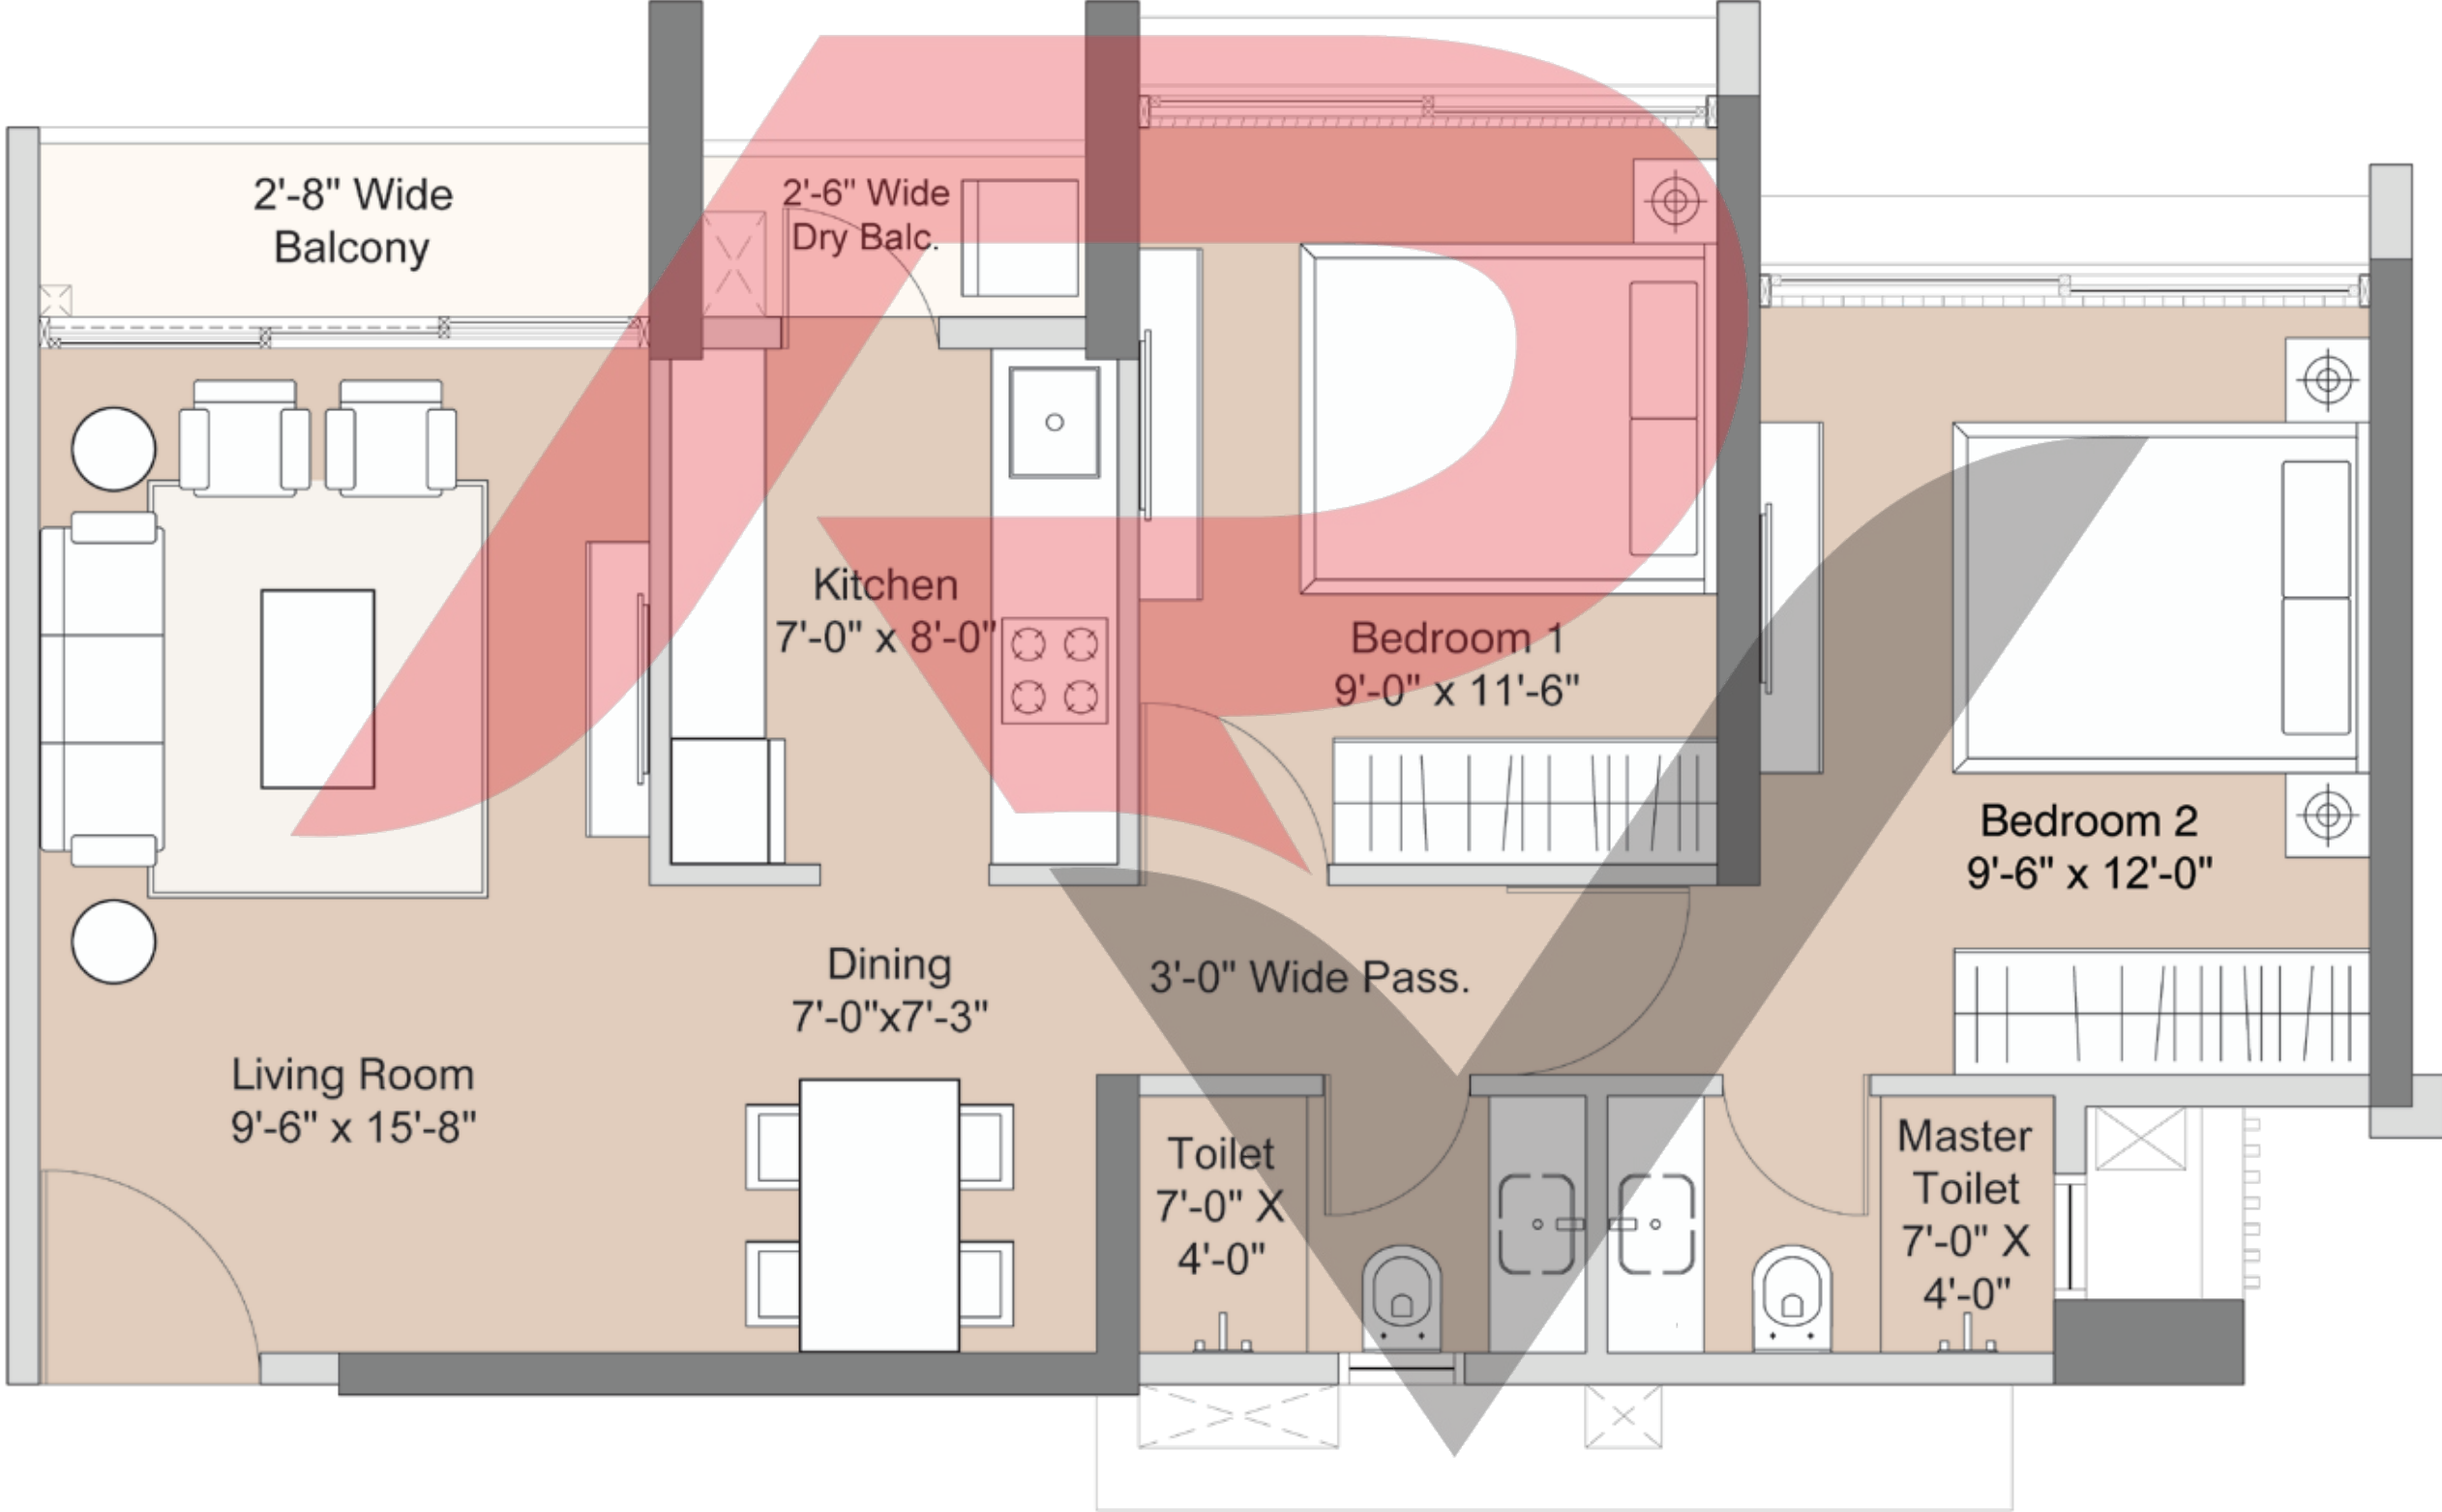 2'-8" Wide
Balcony
2'-6" Wide
Dry Balc.
Kitchen
7'-0" x 8'-0"
Bedroom 1
9'-0" x 11'-6"
Bedroom 2
9'-6" x 12'-0"
Dining
7'-0"x7'-3"
3'-0" Wide Pass.
Living Room
9'-6" x 15'-8"
Toilet
7'-0" X
4'-0"
Master
Toilet
7'-0" X
4'-0"